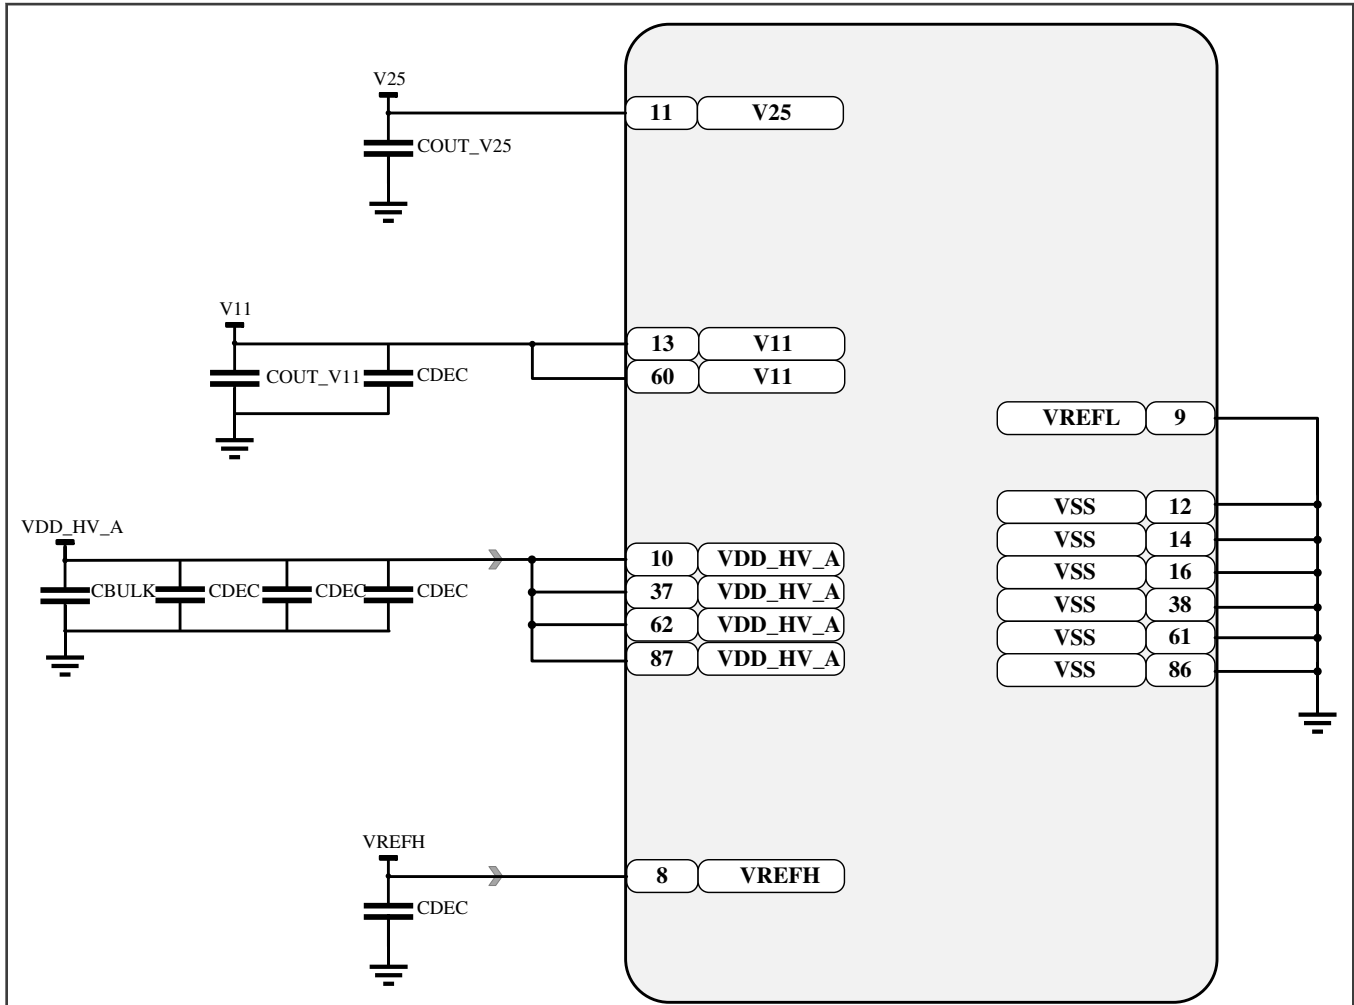 V25
11 V25
COUT_V25
V11
13 V11
COUT_V11 CDEC
60 V11
VREFL 9
VSS 12
VDD_HV_A
VSS 14
10 VDD_HV_A
VSS 16
CBULK CDEC CDEC CDEC
37 VDD_HV_A
VSS 38
62 VDD_HV_A
VSS 61
87 VDD_HV_A
VSS 86
VREFH
8 VREFH
CDEC